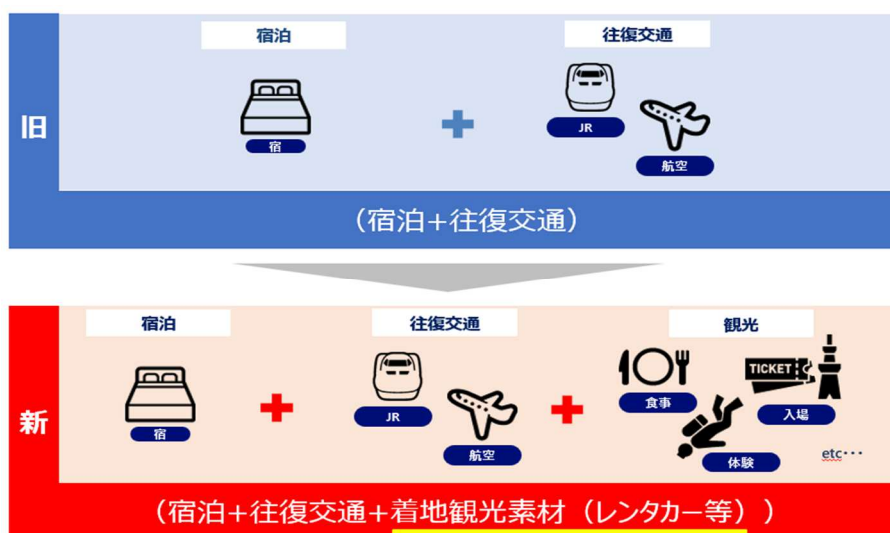 宿泊
往復交通
旧
宿
JR
航空
（宿泊+往復交通）
宿泊
往復交通
観光
新
宿
JR
航空
食事
TICKET
入場
体験
etc･･･
（宿泊+往復交通+着地観光素材（レンタカー等））